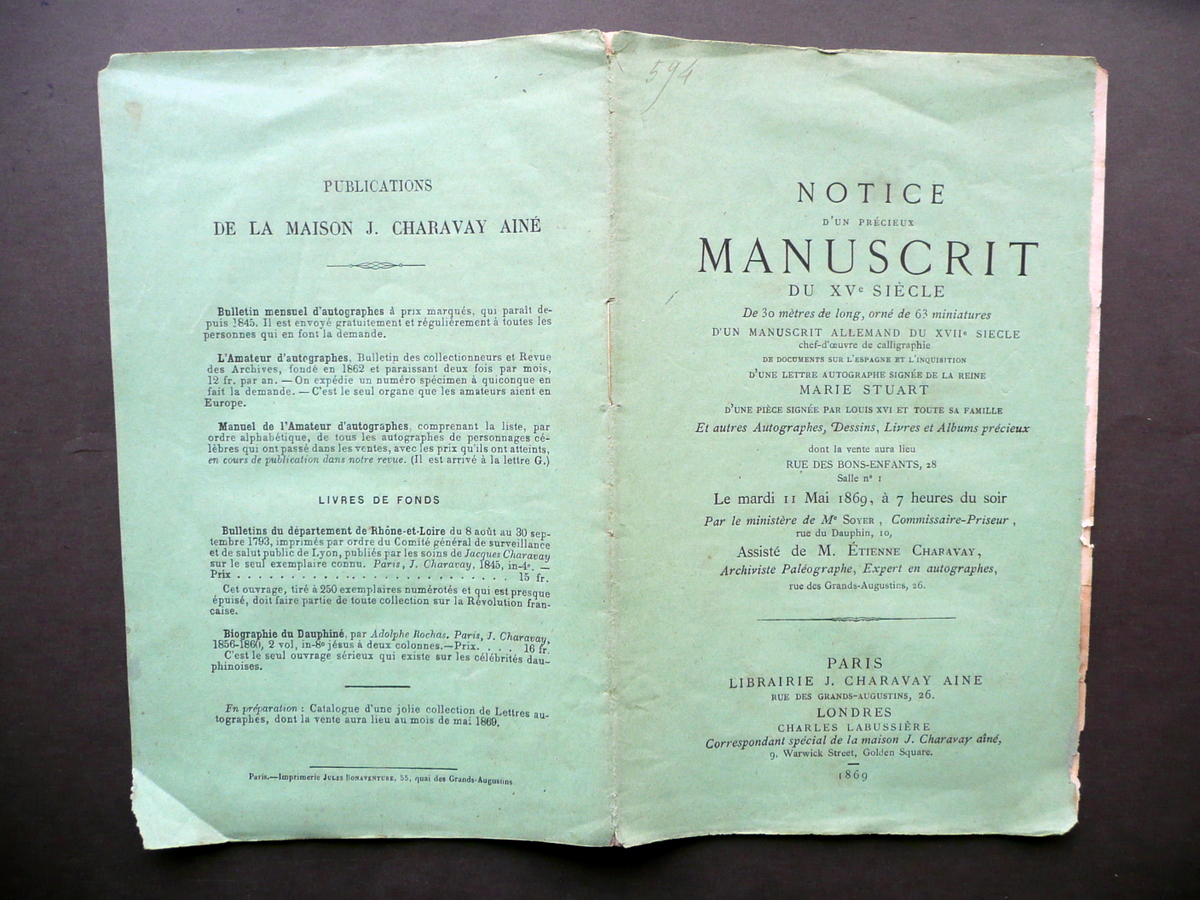 PUBLICATIONS
DE LA MAISON J. CHARAVAY AINÉ
Bulletin mensuel d'autographes à prix marqués, qui paraît de-
puis 1845. Il est envoyé gratuitement et régulièrement à toutes les
personnes qui en font la demande.
L'Amateur d'autographes, Bulletin des collectionneurs et Revue
des Archives, fondé en 1862 et paraissant deux fois par mois,
12 fr. par an. — On expédie un numéro spécimen à quiconque en
fait la demande. — C'est le seul organe que les amateurs aient en
Europe.
Manuel de l'Amateur d'autographes, comprenant la liste, par
ordre alphabétique, de tous les autographes de personnages cé-
lèbres qui ont passé dans les ventes, avec les prix qu'ils ont atteints,
en cours de publication dans notre revue. (Il est arrivé à la lettre G.)
LIVRES DE FONDS
Bulletins du département de Rhône-et-Loire du 8 août au 30 sep-
tembre 1793, imprimés par ordre du Comité général de surveillance
et de salut public de Lyon, publiés par les soins de Jacques Charavay
sur le seul exemplaire connu. Paris, J. Charavay, 1845, in-4°. —
Prix . . . . . . . . . . . . . . . . . . . . 15 fr.
Cet ouvrage, tiré à 250 exemplaires numérotés et qui est presque
épuisé, doit faire partie de toute collection sur la Révolution fran-
caise.
Biographie du Dauphiné, par Adolphe Rochas. Paris, J. Charavay,
1856-1860, 2 vol, in-8° jésus à deux colonnes.—Prix. . . . 16 fr.
C'est le seul ouvrage sérieux qui existe sur les célébrités dau-
phinoises.
En préparation : Catalogue d'une jolie collection de Lettres au-
tographes, dont la vente aura lieu au mois de mai 1869.
Paris.—Imprimerie JULES BONAVENTURE, 55, quai des Grands-Augustins.
594
NOTICE
D'UN PRÉCIEUX
MANUSCRIT
DU XVe SIÈCLE
De 30 mètres de long, orné de 63 miniatures
D'UN MANUSCRIT ALLEMAND DU XVIIe SIECLE
chef-d'œuvre de calligraphie
DE DOCUMENTS SUR L'ESPAGNE ET L'INQUISITION
D'UNE LETTRE AUTOGRAPHE SIGNÉE DE LA REINE
MARIE STUART
D'UNE PIÈCE SIGNÉE PAR LOUIS XVI ET TOUTE SA FAMILLE
Et autres Autographes, Dessins, Livres et Albums précieux
dont la vente aura lieu
RUE DES BONS-ENFANTS, 28
Salle n° 1
Le mardi 11 Mai 1869, à 7 heures du soir
Par le ministère de Me SOYER, Commissaire-Priseur,
rue du Dauphin, 10,
Assisté de M. ÉTIENNE CHARAVAY,
Archiviste Paléographe, Expert en autographes,
rue des Grands-Augustins, 26.
PARIS
LIBRAIRIE J. CHARAVAY AINE
RUE DES GRANDS-AUGUSTINS, 26.
LONDRES
CHARLES LABUSSIÈRE
Correspondant spécial de la maison J. Charavay aîné,
9, Warwick Street, Golden Square.
1869